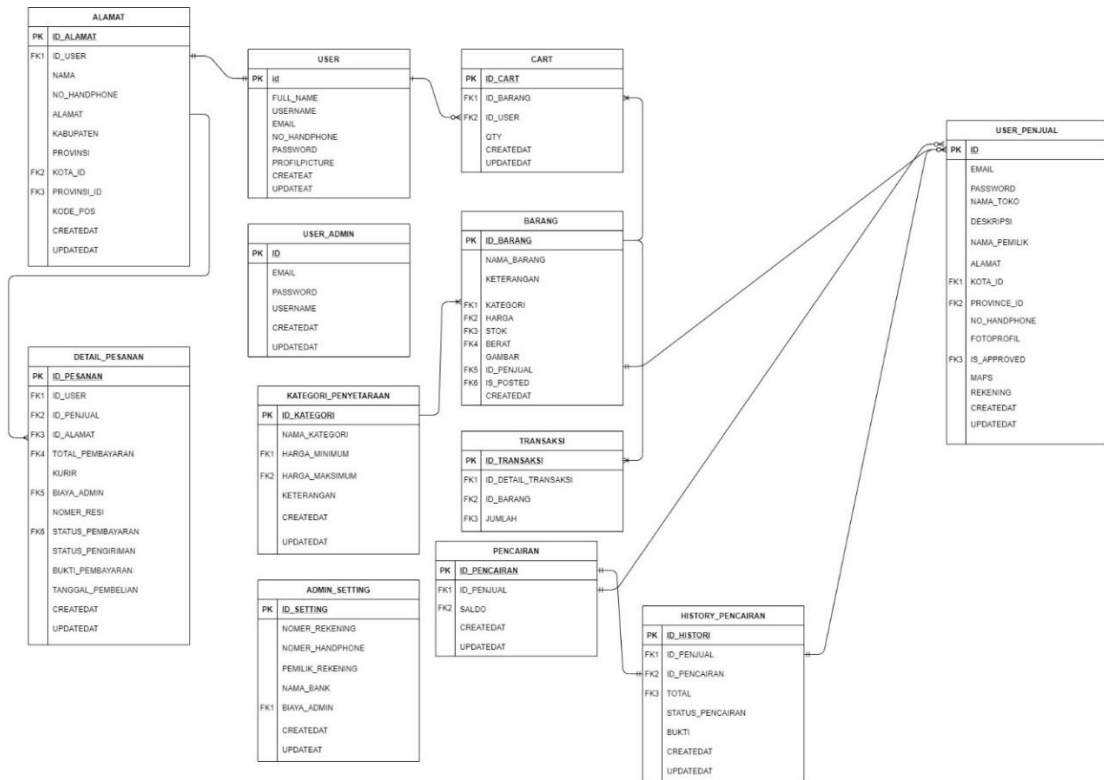 ALAMAT
PK ID_ALAMAT
FK1 ID_USER
NAMA
NO_HANDPHONE
ALAMAT
KABUPATEN
PROVINSI
FK2 KOTA_ID
FK3 PROVINSI_ID
KODE_POS
CREATEDAT
UPDATEDAT
USER
PK id
FULL_NAME
USERNAME
EMAIL
NO_HANDPHONE
PASSWORD
PROFILPICTURE
CREATEAT
UPDATEAT
CART
PK ID_CART
FK1 ID_BARANG
FK2 ID_USER
QTY
CREATEDAT
UPDATEDAT
USER_PENJUAL
PK ID
EMAIL
PASSWORD
NAMA_TOKO
DESKRIPSI
NAMA_PEMILIK
ALAMAT
FK1 KOTA_ID
FK2 PROVINCE_ID
NO_HANDPHONE
FOTOPROFIL
FK3 IS_APPROVED
MAPS
REKENING
CREATEDAT
UPDATEDAT
USER_ADMIN
PK ID
EMAIL
PASSWORD
USERNAME
CREATEDAT
UPDATEDAT
BARANG
PK ID_BARANG
NAMA_BARANG
KETERANGAN
FK1 KATEGORI
FK2 HARGA
FK3 STOK
FK4 BERAT
GAMBAR
FK5 ID_PENJUAL
FK6 IS_POSTED
CREATEDAT
DETAIL_PESANAN
PK ID_PESANAN
FK1 ID_USER
FK2 ID_PENJUAL
FK3 ID_ALAMAT
FK4 TOTAL_PEMBAYARAN
KURIR
FK5 BIAYA_ADMIN
NOMER_RESI
FK6 STATUS_PEMBAYARAN
STATUS_PENGIRIMAN
BUKTI_PEMBAYARAN
TANGGAL_PEMBELIAN
CREATEDAT
UPDATEDAT
KATEGORI_PENYETARAAN
PK ID_KATEGORI
NAMA_KATEGORI
FK1 HARGA_MINIMUM
FK2 HARGA_MAKSIMUM
KETERANGAN
CREATEDAT
UPDATEDAT
TRANSAKSI
PK ID_TRANSAKSI
FK1 ID_DETAIL_TRANSAKSI
FK2 ID_BARANG
FK3 JUMLAH
PENCAIRAN
PK ID_PENCAIRAN
FK1 ID_PENJUAL
FK2 SALDO
CREATEDAT
UPDATEDAT
ADMIN_SETTING
PK ID_SETTING
NOMER_REKENING
NOMER_HANDPHONE
PEMILIK_REKENING
NAMA_BANK
FK1 BIAYA_ADMIN
CREATEDAT
UPDATEAT
HISTORY_PENCAIRAN
PK ID_HISTORI
FK1 ID_PENJUAL
FK2 ID_PENCAIRAN
FK3 TOTAL
STATUS_PENCAIRAN
BUKTI
CREATEDAT
UPDATEDAT